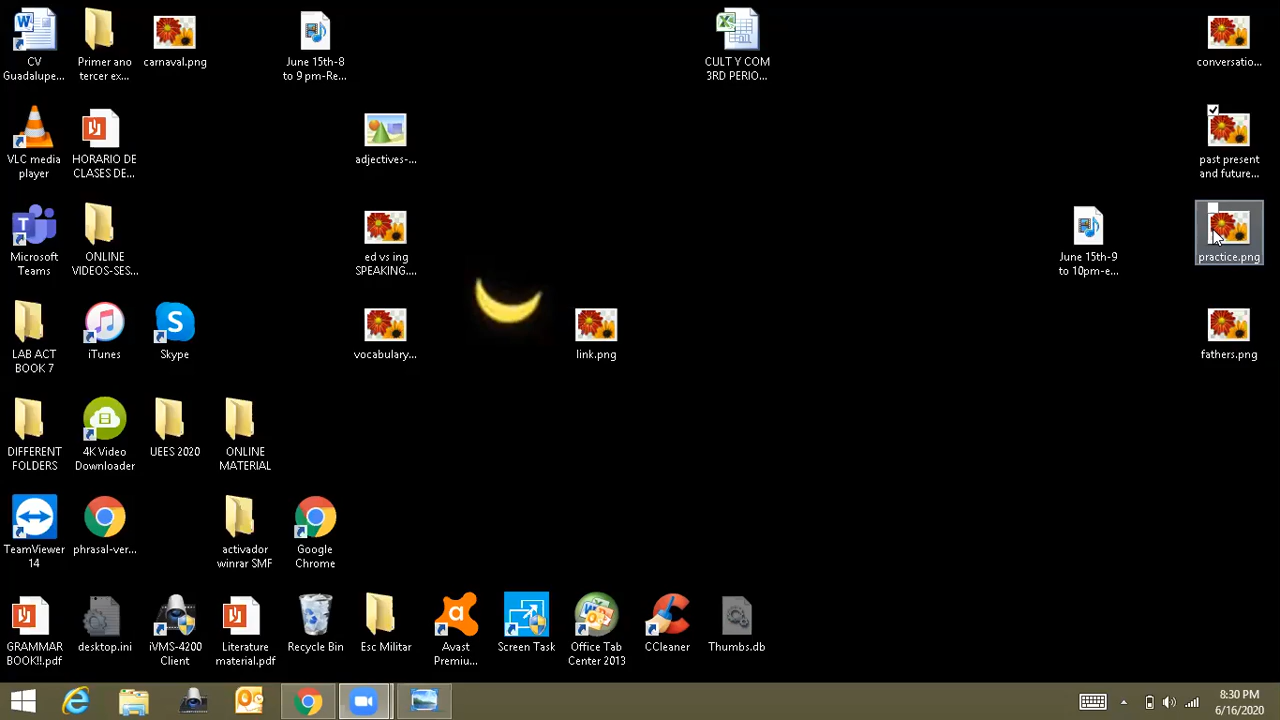 CV
Guadalupe...
Primer ano
tercer ex...
carnaval.png
June 15th-8
to 9 pm-Re...
CULT Y COM
3RD PERIO...
conversatio...
VLC media
player
HORARIO DE
CLASES DE...
adjectives-...
past present
and future...
Microsoft
Teams
ONLINE
VIDEOS-SES...
ed vs ing
SPEAKING....
June 15th-9
to 10pm-e...
practice.png
LAB ACT
BOOK 7
iTunes
Skype
vocabulary...
link.png
fathers.png
DIFFERENT
FOLDERS
4K Video
Downloader
UEES 2020
ONLINE
MATERIAL
TeamViewer
14
phrasal-ver...
activador
winrar SMF
Google
Chrome
GRAMMAR
BOOK!!.pdf
desktop.ini
iVMS-4200
Client
Literature
material.pdf
Recycle Bin
Esc Militar
Avast
Premiu...
Screen Task
Office Tab
Center 2013
CCleaner
Thumbs.db
8:30 PM
6/16/2020